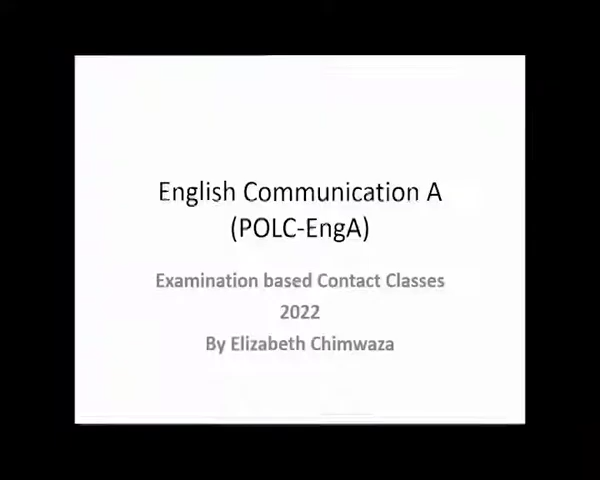 English Communication A
(POLC-EngA)
Examination based Contact Classes
2022
By Elizabeth Chimwaza